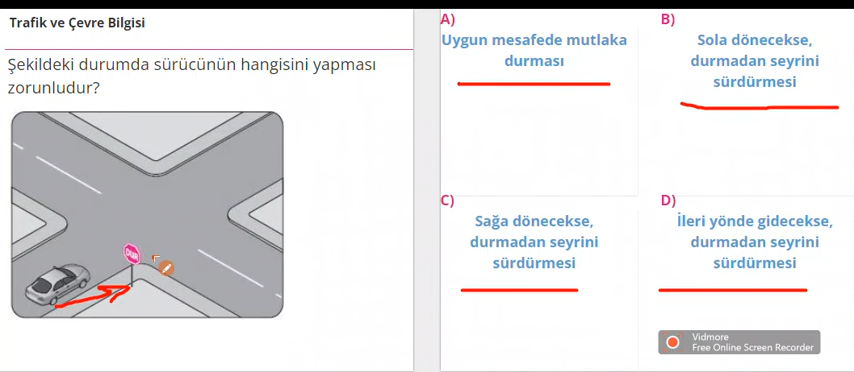 Trafik ve Çevre Bilgisi
Şekildeki durumda sürücünün hangisini yapması
zorunludur?
DUR
A)
Uygun mesafede mutlaka
durması
B)
Sola dönecekse,
durmadan seyrini
sürdürmesi
C)
Sağa dönecekse,
durmadan seyrini
sürdürmesi
D)
İleri yönde gidecekse,
durmadan seyrini
sürdürmesi
Vidmore
Free Online Screen Recorder